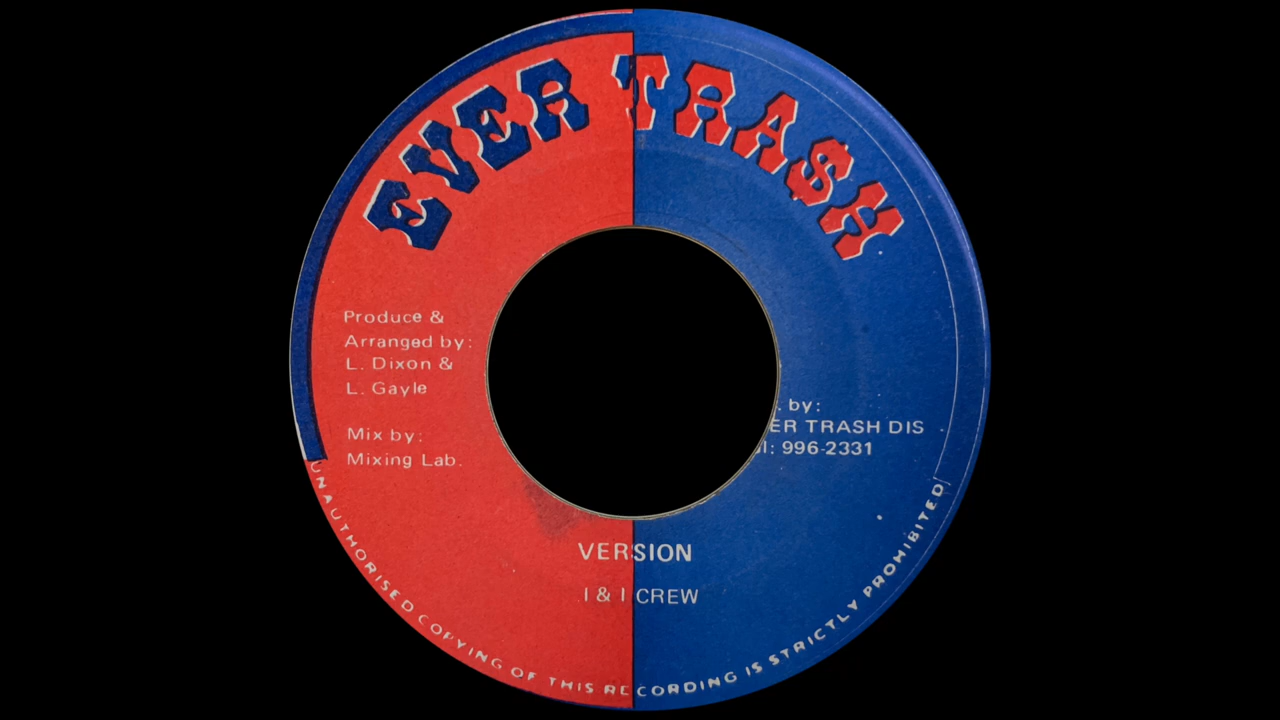 EVER TRASH
Produce &
Arranged by:
L. Dixon &
L. Gayle
Mix by:
Mixing Lab.
. by:
ER TRASH DIS
l: 996-2331
VERSION
I & I CREW
UNAUTHORISED COPYING OF THIS RECORDING IS STRICTLY PROHIBITED